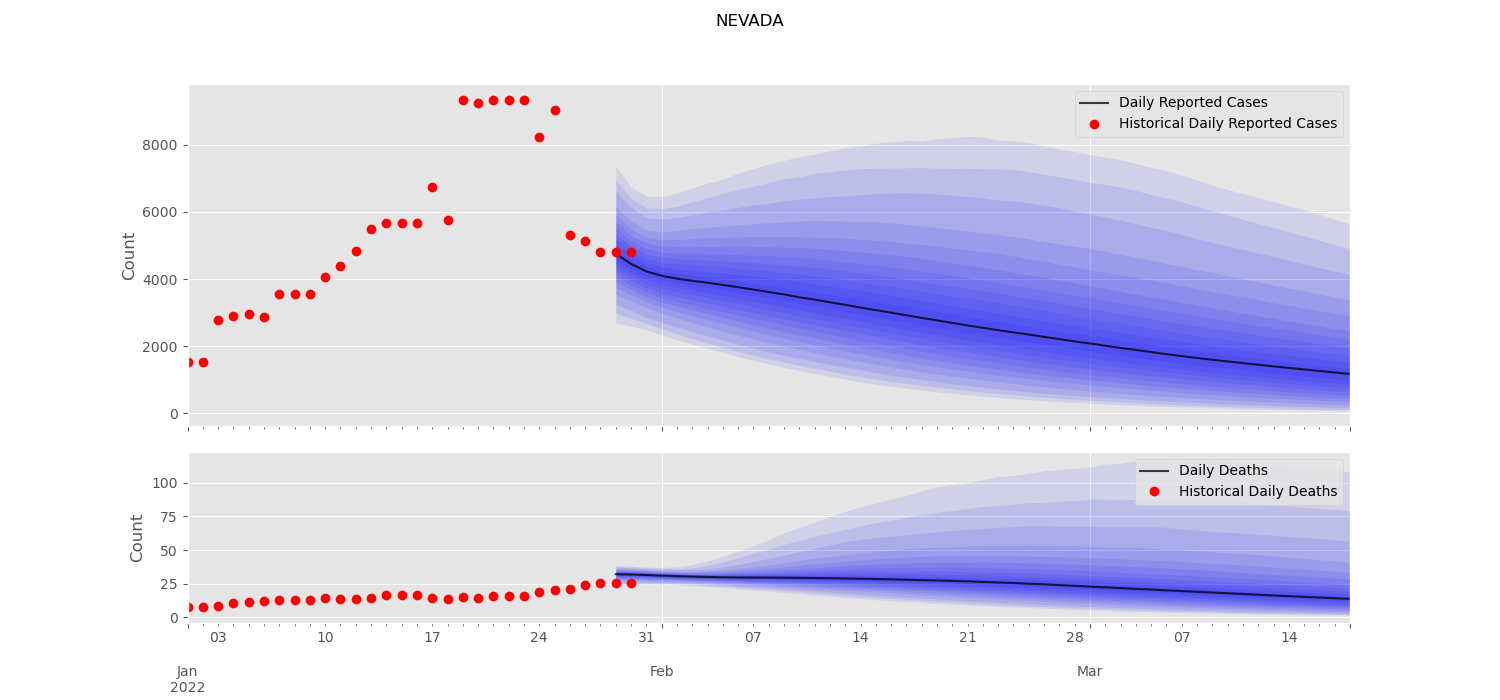 NEVADA
Daily Reported Cases
Historical Daily Reported Cases
8000
6000
4000
2000
0
Count
Daily Deaths
Historical Daily Deaths
100
75
50
25
0
Count
03 10 17 24 31 07 14 21 28 07 14
Jan Feb Mar
2022